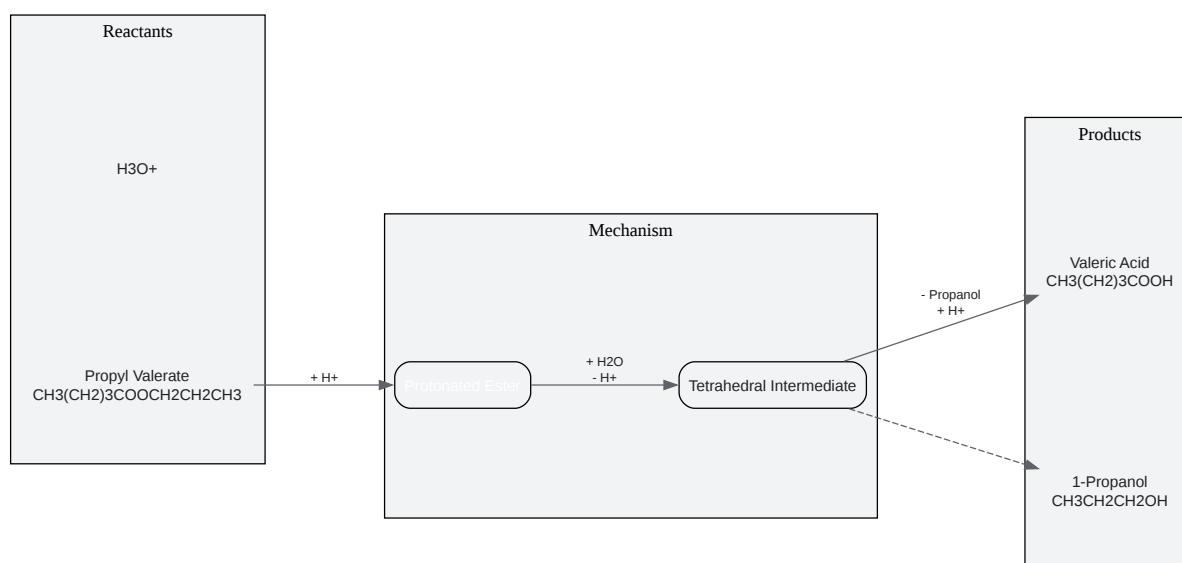 Reactants
H3O+
Propyl Valerate
CH3(CH2)3COOCH2CH2CH3
+ H+
Mechanism
Protonated Ester
+ H2O
- H+
Tetrahedral Intermediate
- Propanol
+ H+
Products
Valeric Acid
CH3(CH2)3COOH
1-Propanol
CH3CH2CH2OH